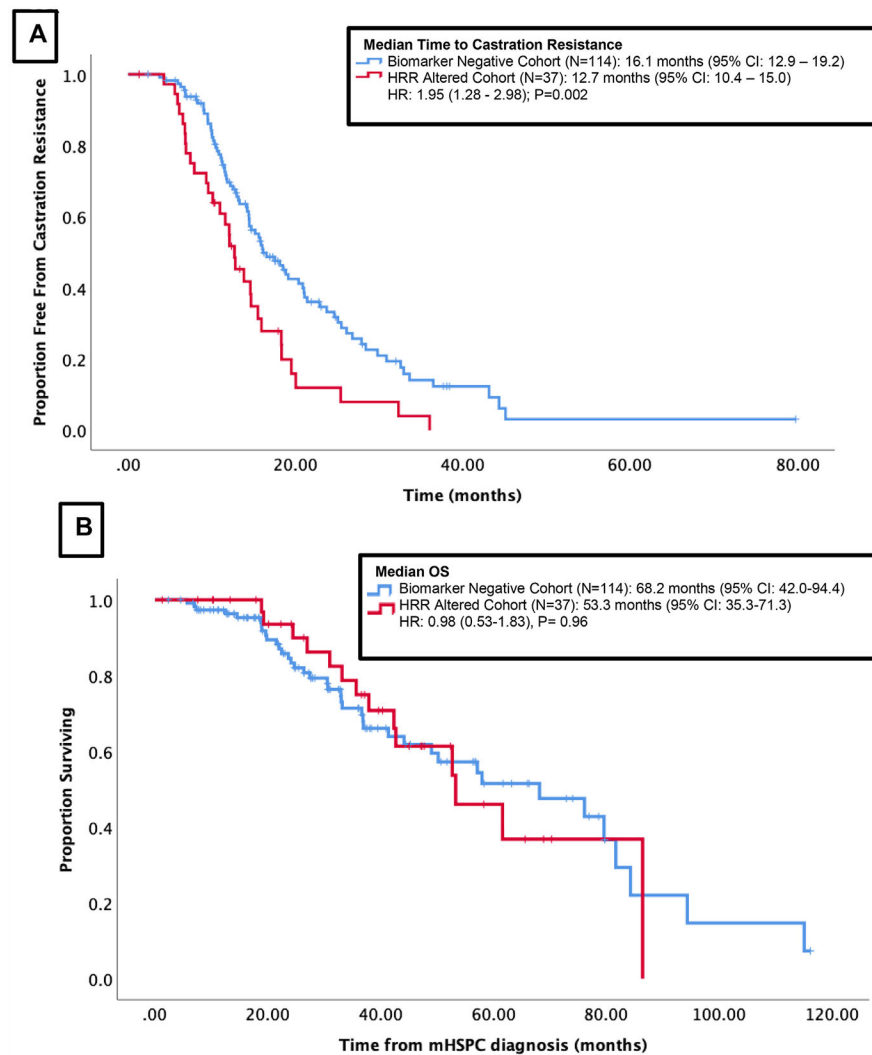 A
Median Time to Castration Resistance
Biomarker Negative Cohort (N=114): 16.1 months (95% CI: 12.9 – 19.2)
HRR Altered Cohort (N=37): 12.7 months (95% CI: 10.4 – 15.0)
HR: 1.95 (1.28 - 2.98); P=0.002
Proportion Free From Castration Resistance
1.0
0.8
0.6
0.4
0.2
0.0
.00 20.00 40.00 60.00 80.00
Time (months)
B
Median OS
Biomarker Negative Cohort (N=114): 68.2 months (95% CI: 42.0-94.4)
HRR Altered Cohort (N=37): 53.3 months (95% CI: 35.3-71.3)
HR: 0.98 (0.53-1.83), P= 0.96
Proportion Surviving
1.0
0.8
0.6
0.4
0.2
0.0
.00 20.00 40.00 60.00 80.00 100.00 120.00
Time from mHSPC diagnosis (months)